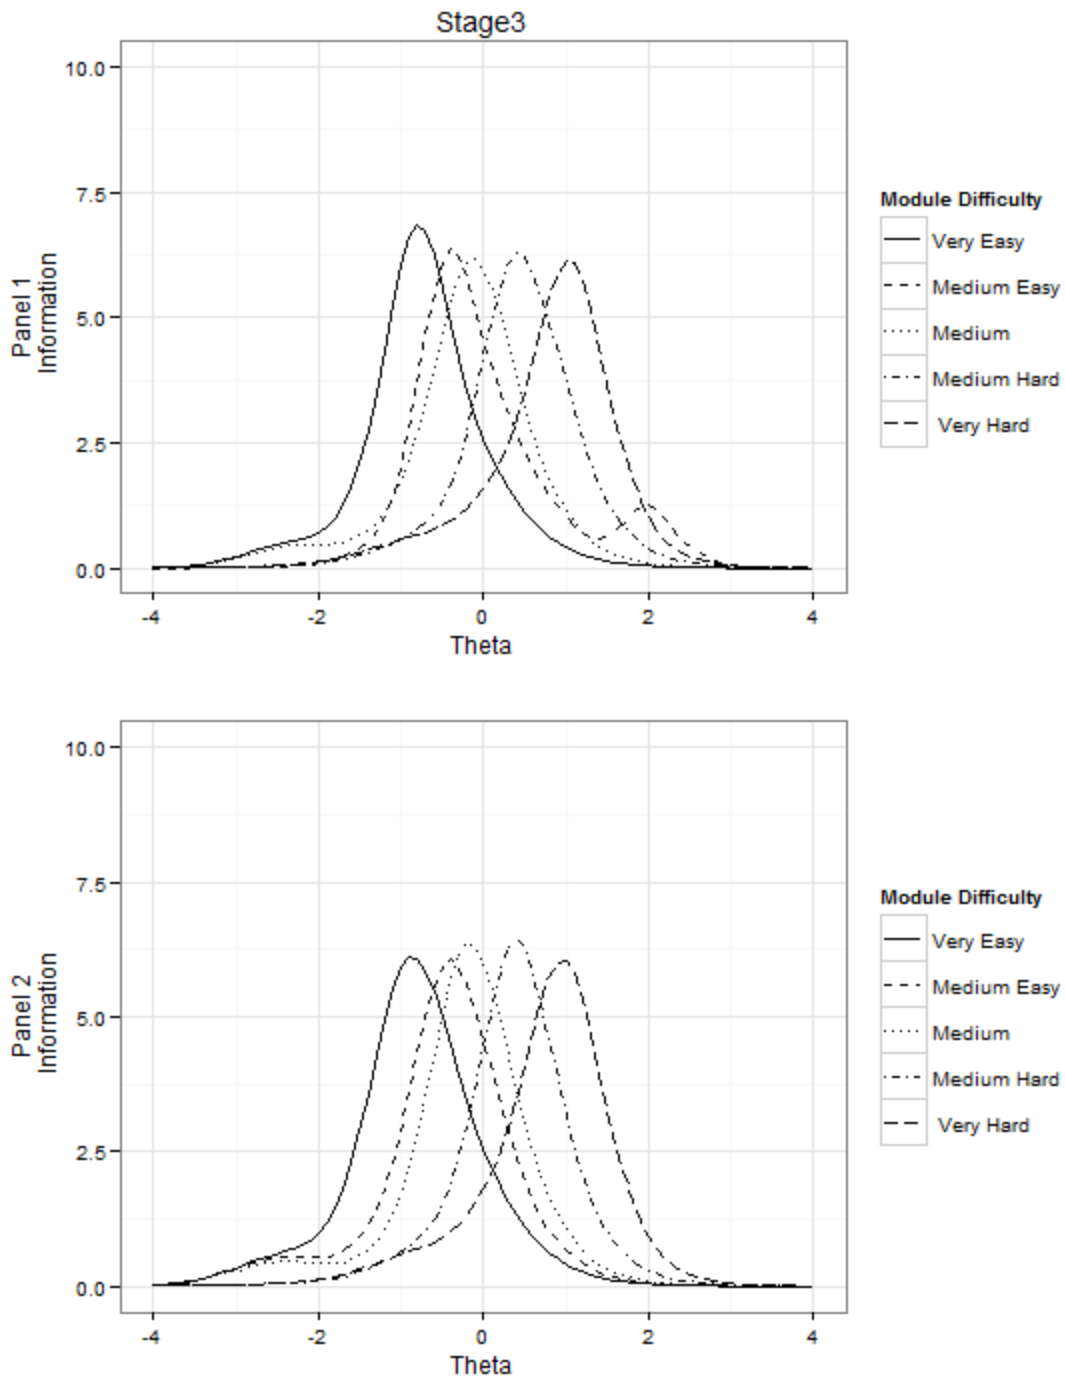 Stage3
10.0
7.5
5.0
2.5
0.0
Panel 1
Information
-4
-2
0
2
4
Theta
Module Difficulty
Very Easy
Medium Easy
Medium
Medium Hard
Very Hard
10.0
7.5
5.0
2.5
0.0
Panel 2
Information
-4
-2
0
2
4
Theta
Module Difficulty
Very Easy
Medium Easy
Medium
Medium Hard
Very Hard